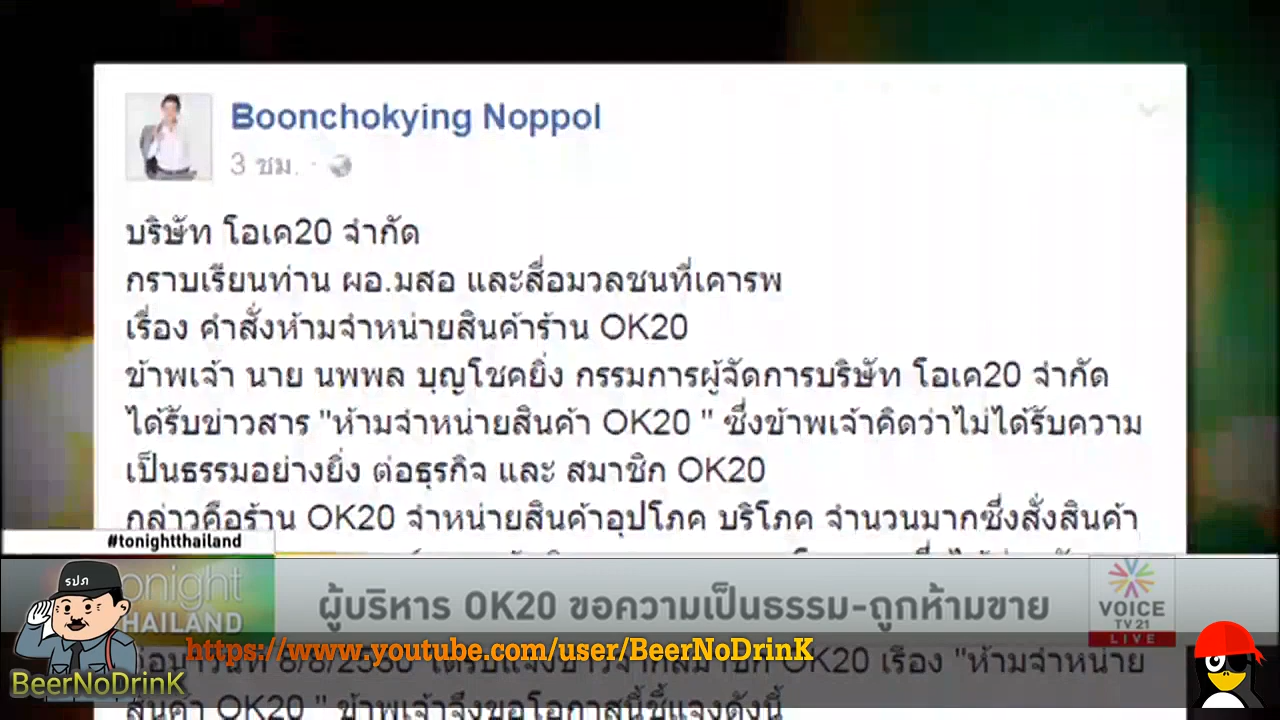 Boonchokying Noppol
3 ชม.
บริษัท โอเค20 จำกัด
กราบเรียนท่าน ผอ.มสอ และสื่อมวลชนที่เคารพ
เรื่อง คำสั่งห้ามจำหน่ายสินค้าร้าน OK20
ข้าพเจ้า นาย นพพล บุญโชคยิ่ง กรรมการผู้จัดการบริษัท โอเค20 จำกัด
ได้รับข่าวสาร "ห้ามจำหน่ายสินค้า OK20 " ซึ่งข้าพเจ้าคิดว่าไม่ได้รับความ
เป็นธรรมอย่างยิ่ง ต่อธุรกิจ และ สมาชิก OK20
กล่าวคือร้าน OK20 จำหน่ายสินค้าอุปโภค บริโภค จำนวนมากซึ่งสั่งสินค้า
#tonightthailand
tonight
THAILAND
ผู้บริหาร OK20 ขอความเป็นธรรม-ถูกห้ามขาย
VOICE
TV 21
LIVE
รปภ
https://www.youtube.com/user/BeerNoDrinK
OK20 เรื่อง "ห้ามจำหน่าย
BeerNoDrinK
สินค้า OK20 " ข้าพเจ้าจึงขอโอกาสนี้ชี้แจงดังนี้